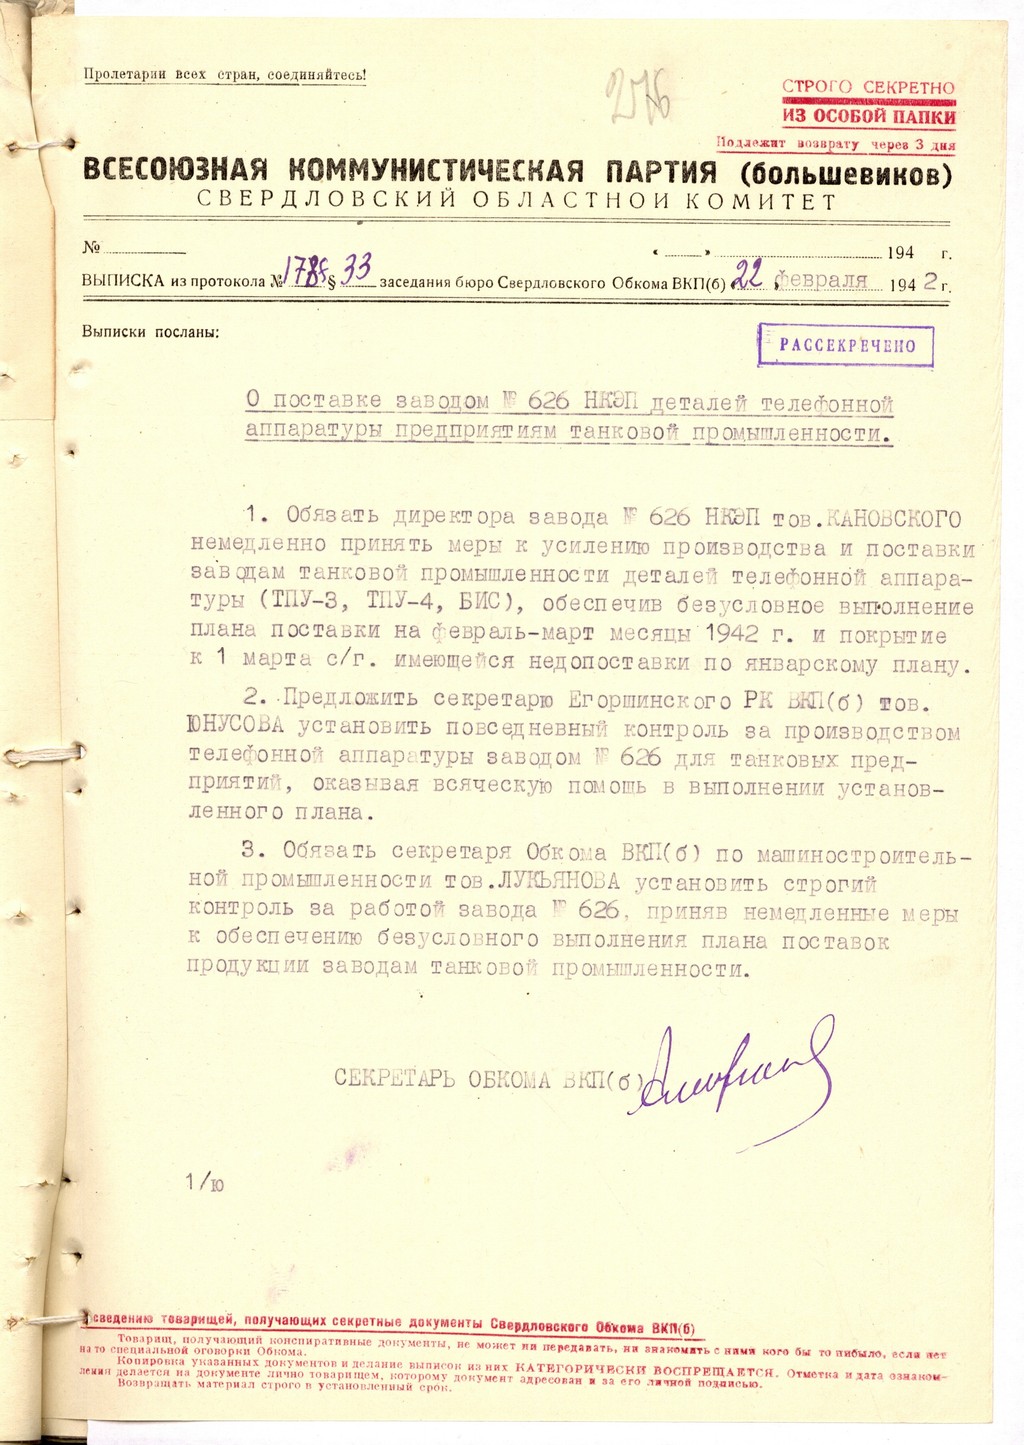 Пролетарии всех стран, соединяйтесь!
276
СТРОГО СЕКРЕТНО
ИЗ ОСОБОЙ ПАПКИ
Подлежит возврату через 3 дня
ВСЕСОЮЗНАЯ КОММУНИСТИЧЕСКАЯ ПАРТИЯ (большевиков)
СВЕРДЛОВСКИЙ ОБЛАСТНОЙ КОМИТЕТ
№ « » 194 г.
ВЫПИСКА из протокола № § 33 заседания бюро Свердловского Обкома ВКП(б) 22 февраля 1942 г.
Выписки посланы:
РАССЕКРЕЧЕНО
О поставке заводом № 626 НКЭП деталей телефонной
аппаратуры предприятиям танковой промышленности.
1. Обязать директора завода № 626 НКЭП тов.КАНОВСКОГО
немедленно принять меры к усилению производства и поставки
заводам танковой промышленности деталей телефонной аппара-
туры (ТПУ-3, ТПУ-4, БИС), обеспечив безусловное выполнение
плана поставки на февраль-март месяцы 1942 г. и покрытие
к 1 марта с/г. имеющейся недопоставки по январскому плану.
2. Предложить секретарю Егоршинского РК ВКП(б) тов.
ЮНУСОВА установить повседневный контроль за производством
телефонной аппаратуры заводом № 626 для танковых пред-
приятий, оказывая всяческую помощь в выполнении установ-
ленного плана.
3. Обязать секретаря Обкома ВКП(б) по машиностроитель-
ной промышленности тов.ЛУКЬЯНОВА установить строгий
контроль за работой завода № 626, приняв немедленные меры
к обеспечению безусловного выполнения плана поставок
продукции заводам танковой промышленности.
СЕКРЕТАРЬ ОБКОМА ВКП(б)
1/ю
сведению товарищей, получающих секретные документы Свердловского Обкома ВКП(б)
Товарищ, получающий конспиративные документы, не может ни передавать, ни знакомить с ними кого бы то нибыло, если нет
на то специальной оговорки Обкома.
Копировка указанных документов и делание выписок из них КАТЕГОРИЧЕСКИ ВОСПРЕЩАЕТСЯ. Отметка и дата ознаком-
ления делается на документе лично товарищем, которому документ адресован и за его личной подписью.
Возвращать материал строго в установленный срок.